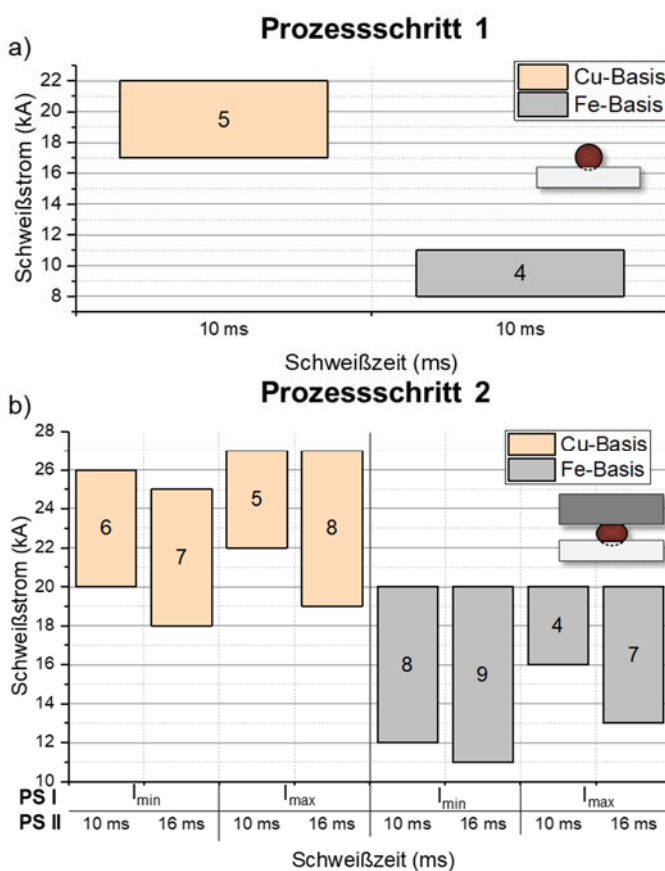 Prozessschritt 1
a)
Schweißstrom (kA)
22
20
18
16
14
12
10
8
5
4
Cu-Basis
Fe-Basis
10 ms 10 ms
Schweißzeit (ms)
Prozessschritt 2
b)
Schweißstrom (kA)
28
26
24
22
20
18
16
14
12
10
Cu-Basis
Fe-Basis
6 7 5 8 8 9 4 7
PS I Imin Imax Imin Imax
PS II 10 ms 16 ms 10 ms 16 ms 10 ms 16 ms 10 ms 16 ms
Schweißzeit (ms)